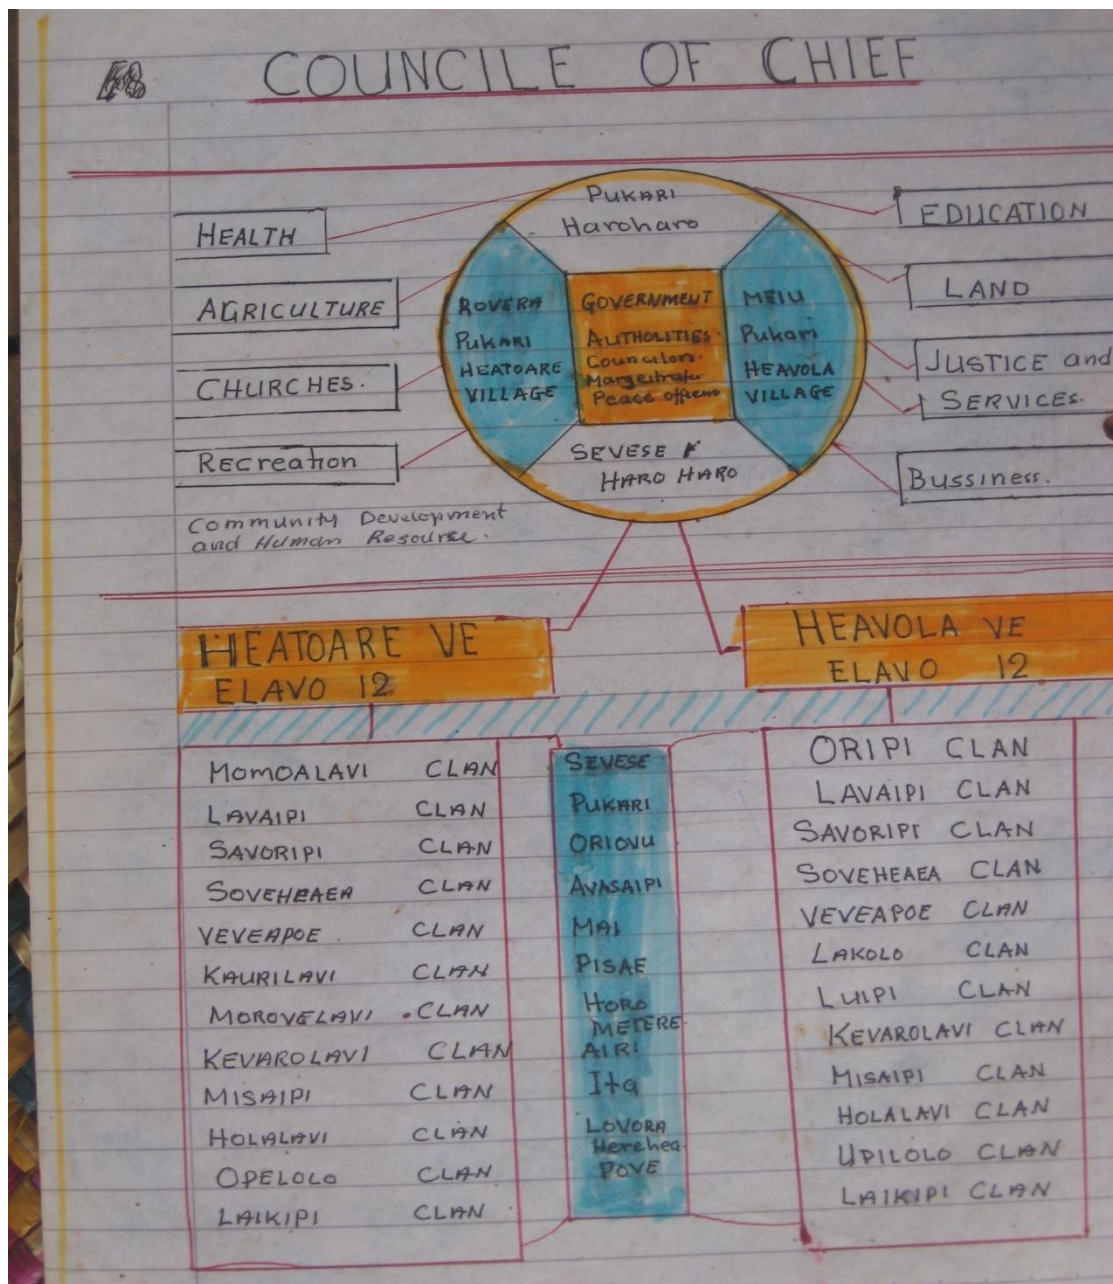 COUNCILE OF CHIEF
HEALTH
AGRICULTURE
CHURCHES.
Recreation
Community Development
and Human Resourse.
PUKARI
Haroharo
ROVERA
PUKARI
HEATOARE
VILLAGE
GOVERNMENT
AUTHOLITIES.
Councilors.
Margestrate
Peace officers
MEIU
Pukari
HEAVOLA
VILLAGE
SEVESE
HARO HARO
EDUCATION
LAND
JUSTICE and
SERVICES.
Bussiness.
HEATOARE VE
ELAVO 12
MOMOALAVI CLAN
LAVAIPI CLAN
SAVORIPI CLAN
SOVEHEAEA CLAN
VEVEAPOE CLAN
KAURILAVI CLAN
MOROVELAVI .CLAN
KEVAROLAVI CLAN
MISAIPI CLAN
HOLALAVI CLAN
OPELOLO CLAN
LAIKIPI CLAN
SEVESE
PUKARI
ORIOVU
AVASAIPI
MAI
PISAE
HORO
METERE.
AIRI
Ita
LOVORA
Herehea.
POVE
HEAVOLA VE
ELAVO 12
ORIPI CLAN
LAVAIPI CLAN
SAVORIPI CLAN
SOVEHEAEA CLAN
VEVEAPOE CLAN
LAKOLO CLAN
LUIPI CLAN
KEVAROLAVI CLAN
MISAIPI CLAN
HOLALAVI CLAN
UPILOLO CLAN
LAIKIPI CLAN